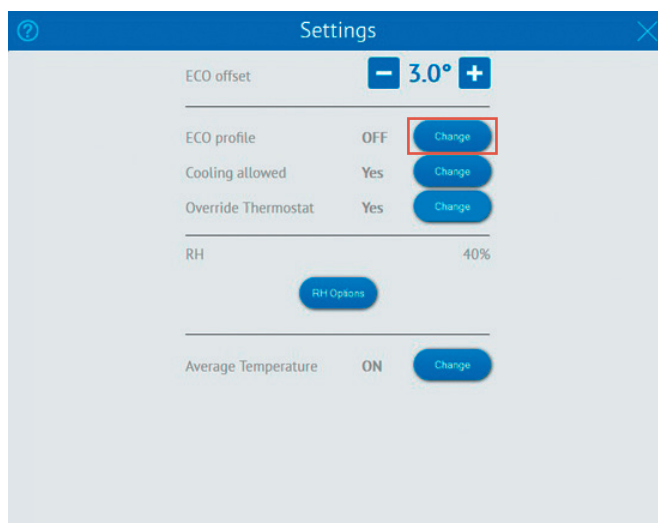 Settings
ECO offset 3.0°
ECO profile OFF Change
Cooling allowed Yes Change
Override Thermostat Yes Change
RH 40%
RH Options
Average Temperature ON Change